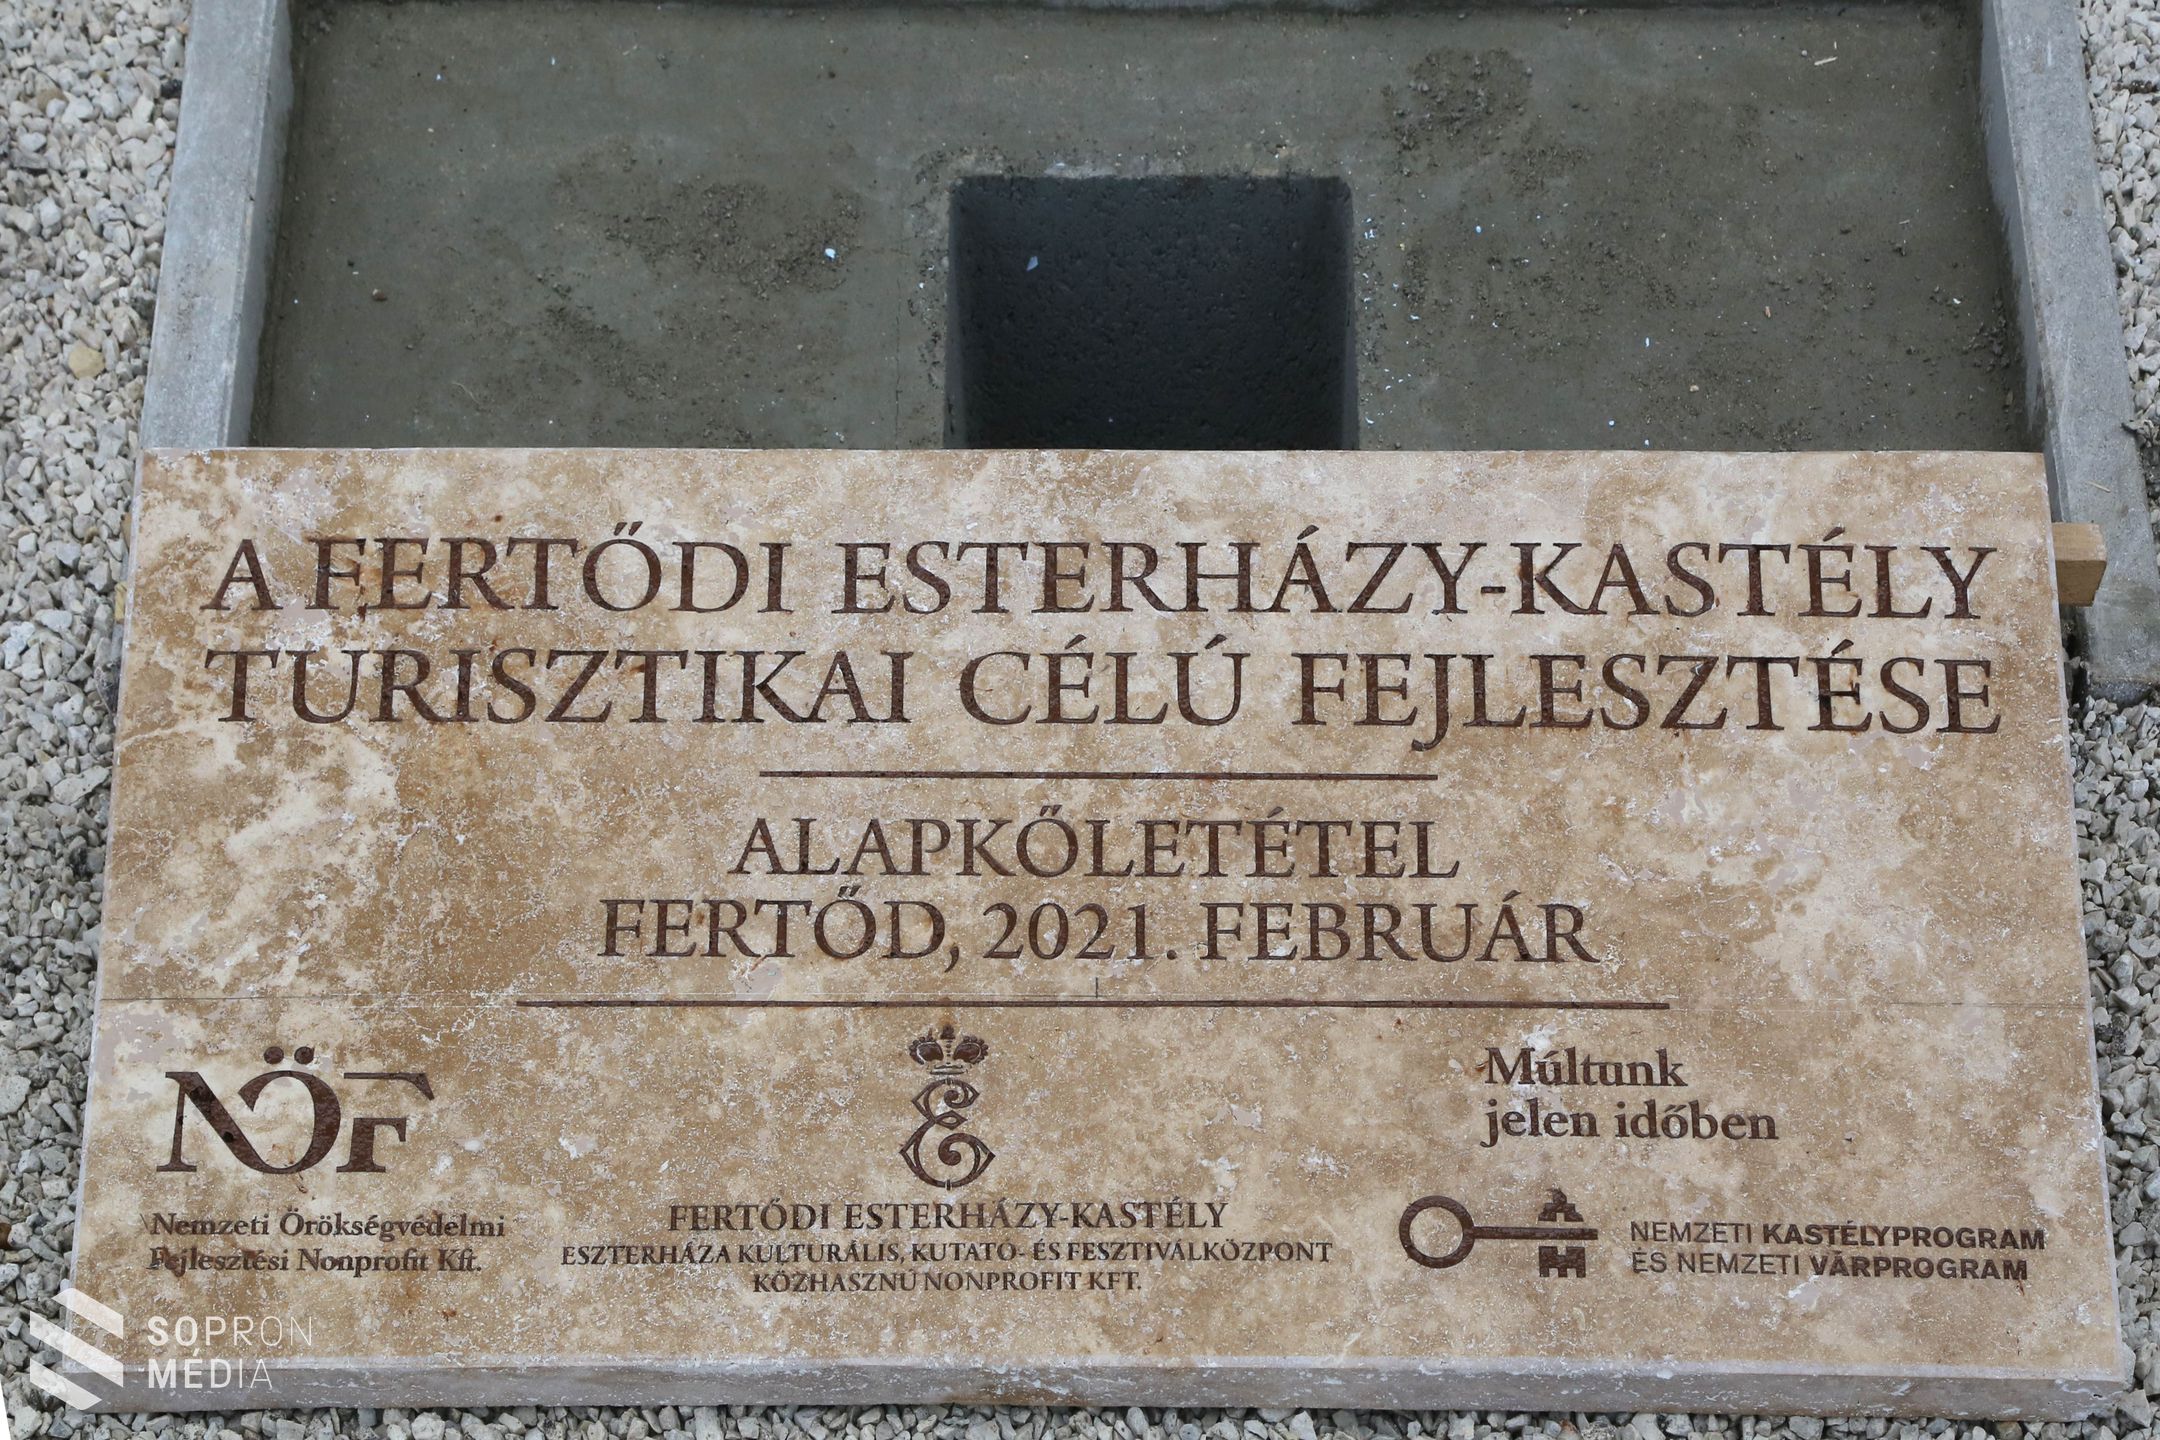 A FERTŐDI ESTERHÁZY-KASTÉLY
TURISZTIKAI CÉLÚ FEJLESZTÉSE
ALAPKŐLETÉTEL
FERTŐD, 2021. FEBRUÁR
NÖF
Nemzeti Örökségvédelmi
Fejlesztési Nonprofit Kft.
E
FERTŐDI ESTERHÁZY-KASTÉLY
ESZTERHÁZA KULTURÁLIS, KUTATÓ- ÉS FESZTIVÁLKÖZPONT
KÖZHASZNÚ NONPROFIT KFT.
Múltunk
jelen időben
NEMZETI KASTÉLYPROGRAM
ÉS NEMZETI VÁRPROGRAM
SOPRON
MÉDIA